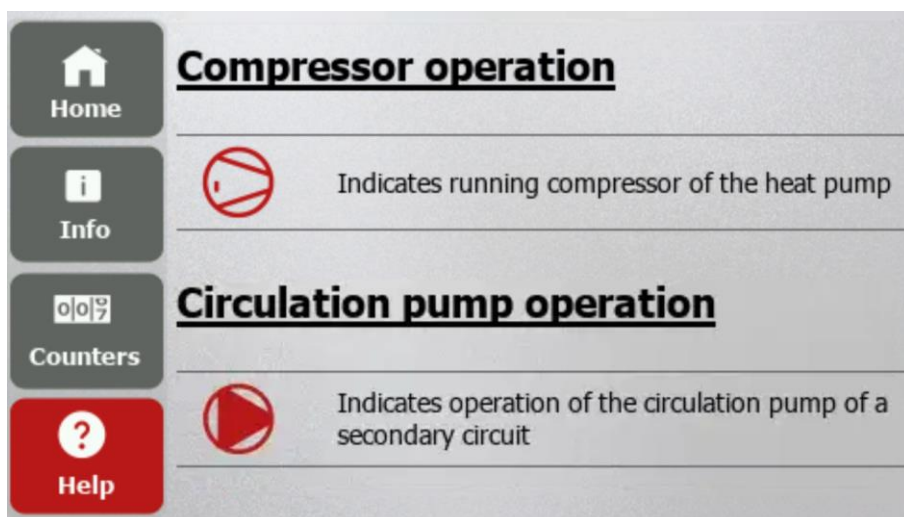 Home
Compressor operation
Indicates running compressor of the heat pump
Info
Circulation pump operation
Counters
Indicates operation of the circulation pump of a
secondary circuit
Help